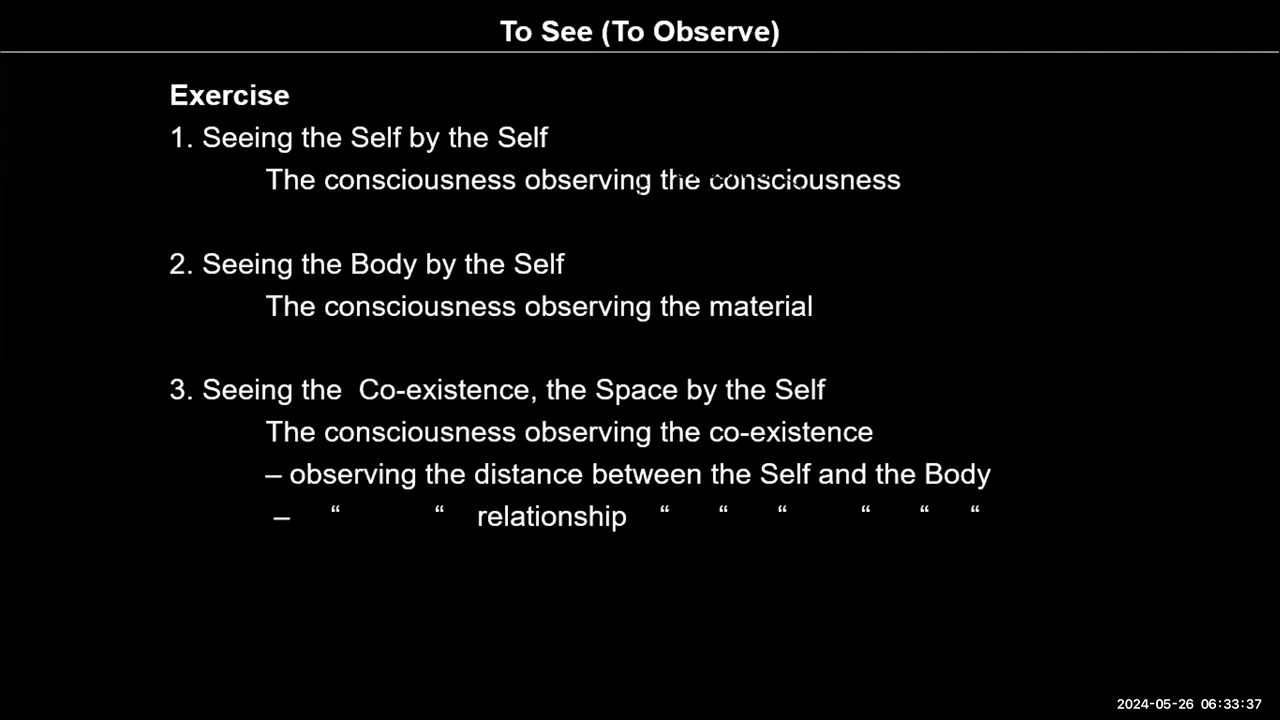 To See (To Observe)
Exercise
1. Seeing the Self by the Self
The consciousness observing the consciousness
2. Seeing the Body by the Self
The consciousness observing the material
3. Seeing the  Co-existence, the Space by the Self
The consciousness observing the co-existence
– observing the distance between the Self and the Body
– “ “ relationship “ “ “ “ “ “
2024-05-26 06:33:37